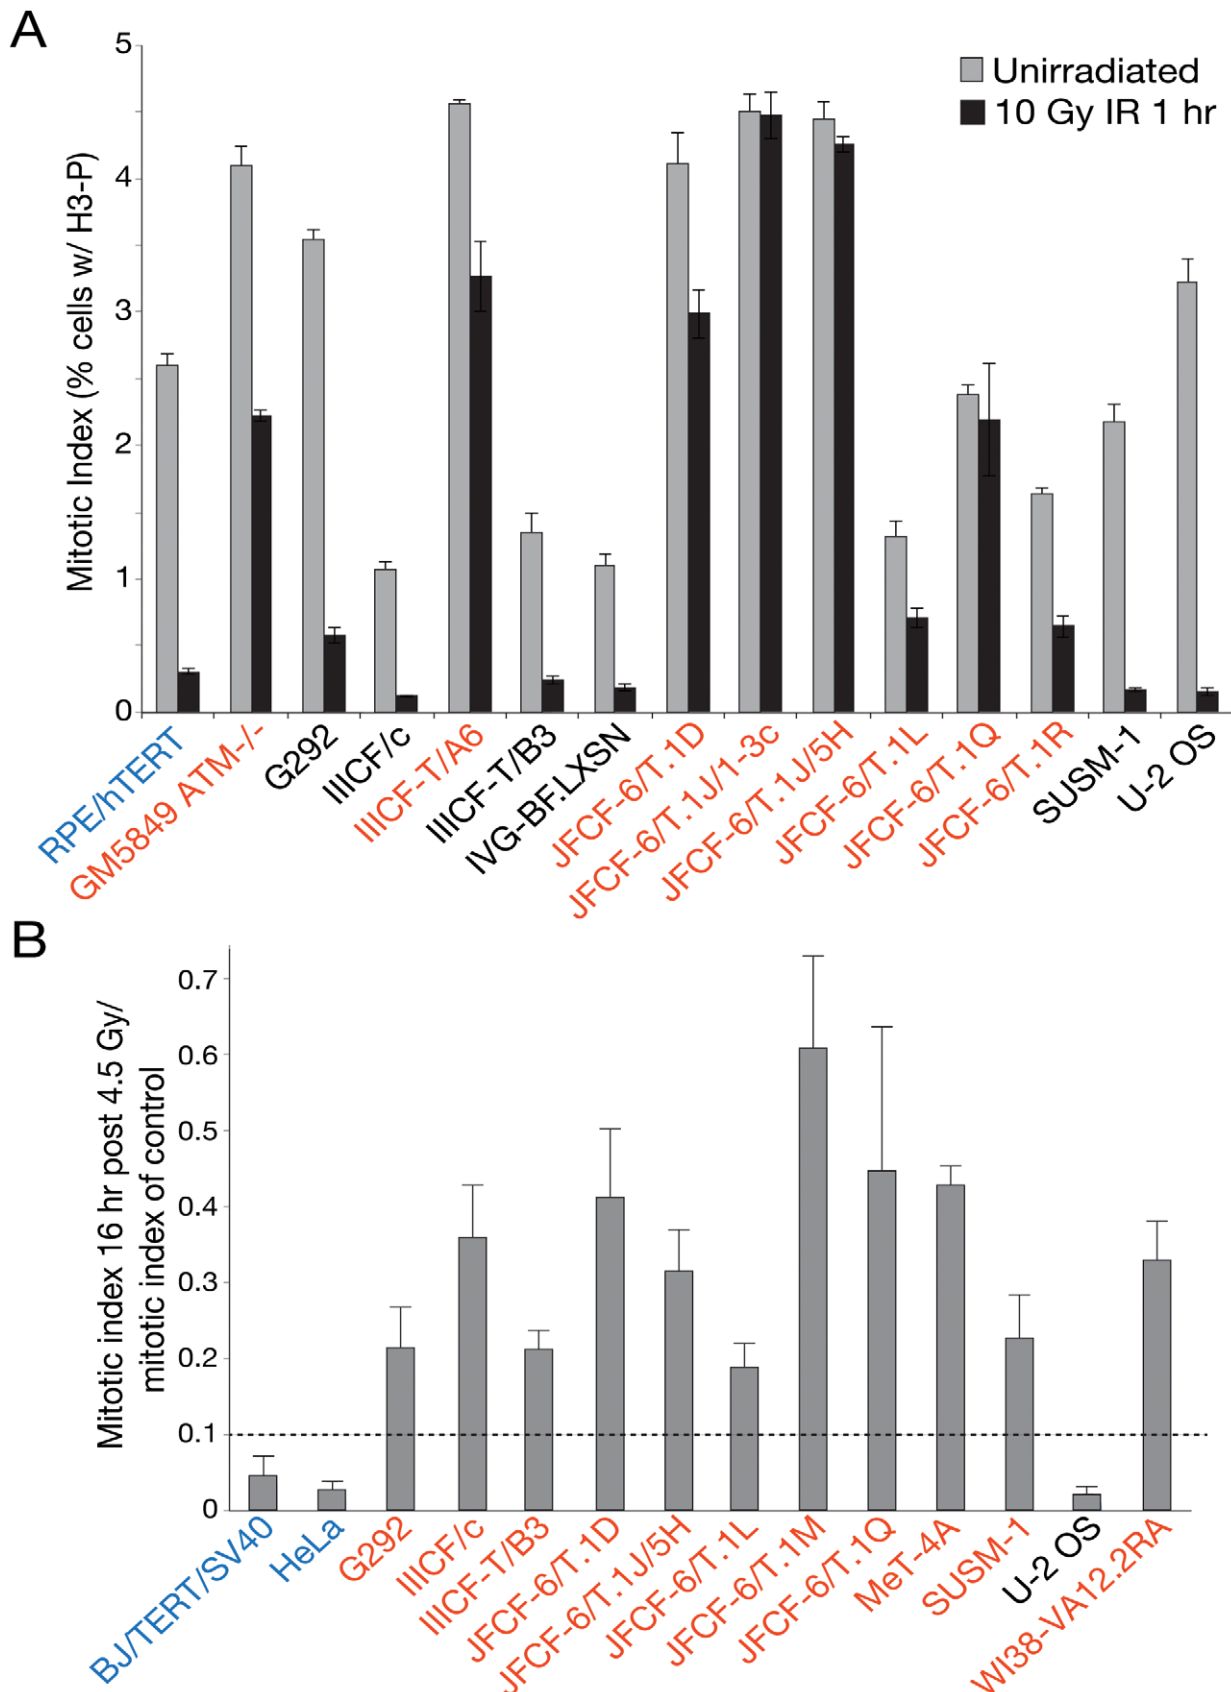 A
Mitotic Index (% cells w/ H3-P)
5
4
3
2
1
0
Unirradiated
10 Gy IR 1 hr
RPE/hTERT
GM5849 ATM-/-
G292
IIICF/c
IIICF-T/A6
IIICF-T/B3
IVG-BF.LXSN
JFCF-6/T.1D
JFCF-6/T.1J/1-3c
JFCF-6/T.1J/5H
JFCF-6/T.1L
JFCF-6/T.1Q
JFCF-6/T.1R
SUSM-1
U-2 OS
B
Mitotic index 16 hr post 4.5 Gy/
mitotic index of control
0.7
0.6
0.5
0.4
0.3
0.2
0.1
0
BJ/TERT/SV40
HeLa
G292
IIICF/c
IIICF-T/B3
JFCF-6/T.1D
JFCF-6/T.1J/5H
JFCF-6/T.1L
JFCF-6/T.1M
JFCF-6/T.1Q
MeT-4A
SUSM-1
U-2 OS
WI38-VA12.2RA